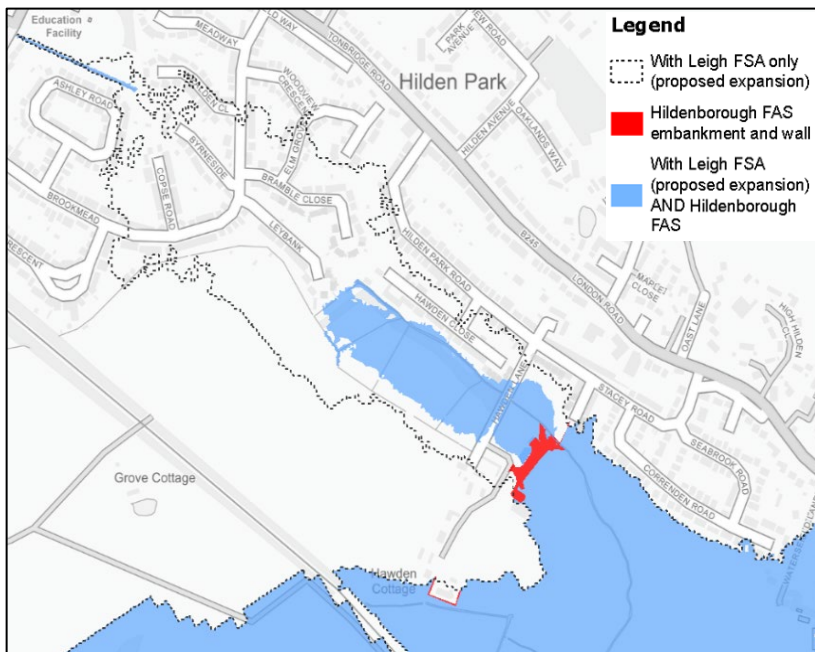 Legend
With Leigh FSA only
(proposed expansion)
Hildenborough FAS
embankment and wall
With Leigh FSA
(proposed expansion)
AND Hildenborough
FAS
Education
Facility
MEADWAY
TONBRIDGE ROAD
PARK
AVENUE
Hilden Park
ASHLEY ROAD
WOODVIEW
CRESCENT
ELM GROVE
HILDEN AVENUE
OAKLANDS
WAY
BYRNESIDE
COPSE ROAD
BRAMBLE CLOSE
BROOKMEAD
LEYBANK
CRESCENT
HILDEN PARK ROAD
B245
LONDON ROAD
MAPLE
CLOSE
OAST LANE
HIGH HILDEN
HAWDEN CLOSE
STACEY ROAD
SEABROOK
ROAD
CORRENDEN ROAD
Grove Cottage
Hawden
Cottage